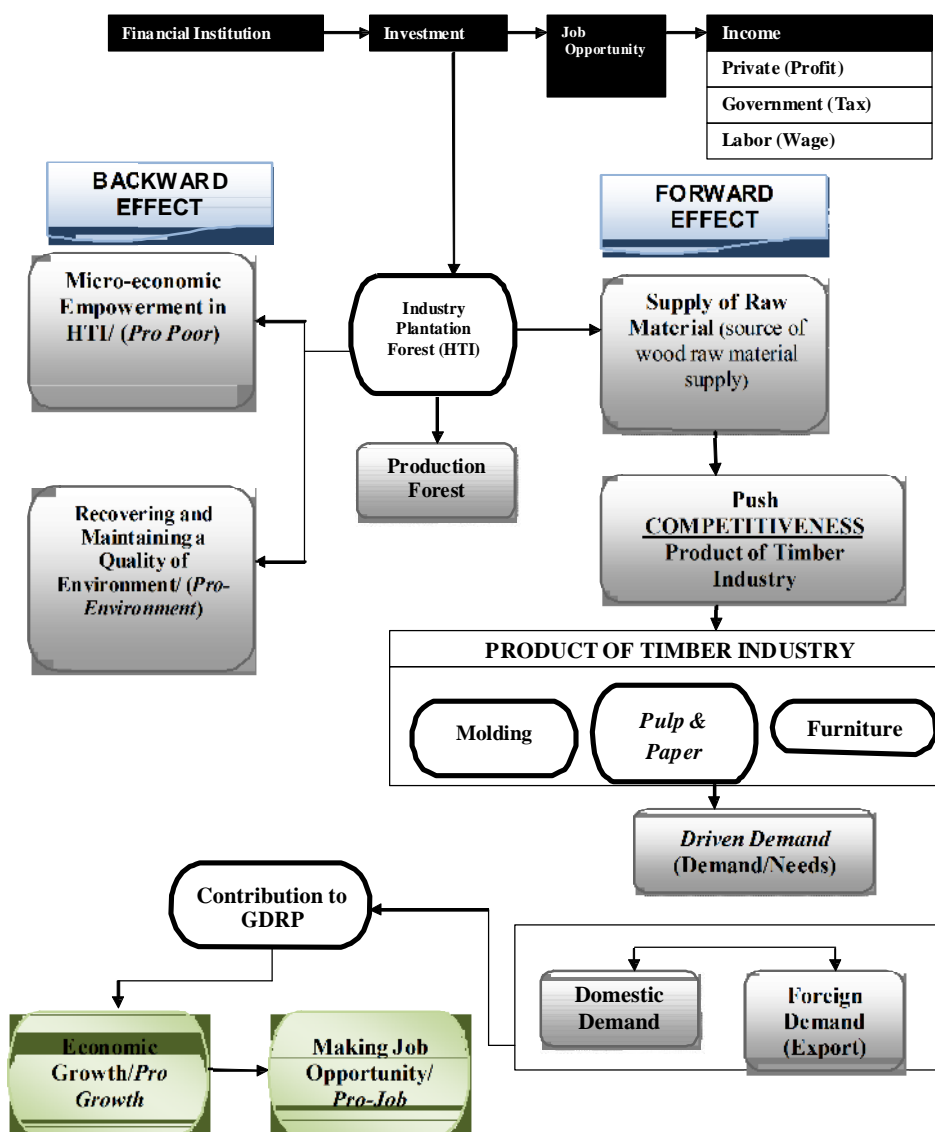 Financial Institution
Investment
Job
Opportunity
Income
Private (Profit)
Government (Tax)
Labor (Wage)
BACKWARD
EFFECT
FORWARD
EFFECT
Micro-economic
Empowerment in
HTI/ (Pro Poor)
Industry
Plantation
Forest (HTI)
Supply of Raw
Material (source of
wood raw material
supply)
Production
Forest
Recovering and
Maintaining a
Quality of
Environment/ (Pro-
Environment)
Push
COMPETITIVENESS
Product of Timber
Industry
PRODUCT OF TIMBER INDUSTRY
Molding
Pulp &
Paper
Furniture
Driven Demand
(Demand/Needs)
Contribution to
GDRP
Domestic
Demand
Foreign
Demand
(Export)
Economic
Growth/Pro
Growth
Making Job
Opportunity/
Pro-Job